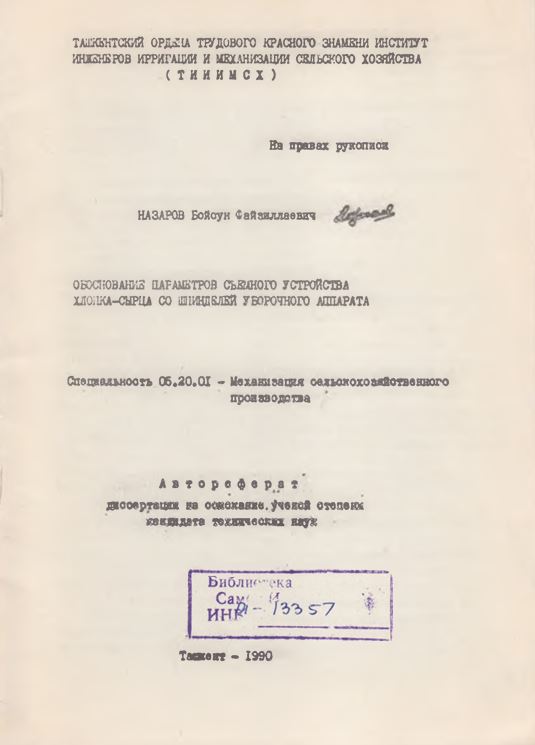 ТАШКЕНТСКИЙ ОРДЕНА ТРУДОВОГО КРАСНОГО ЗНАМЕНИ ИНСТИТУТ
ИНЖЕНЕРОВ ИРРИГАЦИИ И МЕХАНИЗАЦИИ СЕЛЬСКОГО ХОЗЯЙСТВА
( Т И И И М С Х )
На правах рукописи
НАЗАРОВ Бойсун Файзиллаевич
ОБОСНОВАНИЕ ПАРАМЕТРОВ СЪЕМНОГО УСТРОЙСТВА
ХЛОПКА-СЫРЦА СО ШПИНДЕЛЕЙ УБОРОЧНОГО АППАРАТА
Специальность 05.20.01 - Механизация сельскохозяйственного
производства
А в т о р е ф е р а т
диссертации на соискание ученой степени
кандидата технических наук
Библиотека
Сам И
ИНВ - 13357
Ташкент - 1990